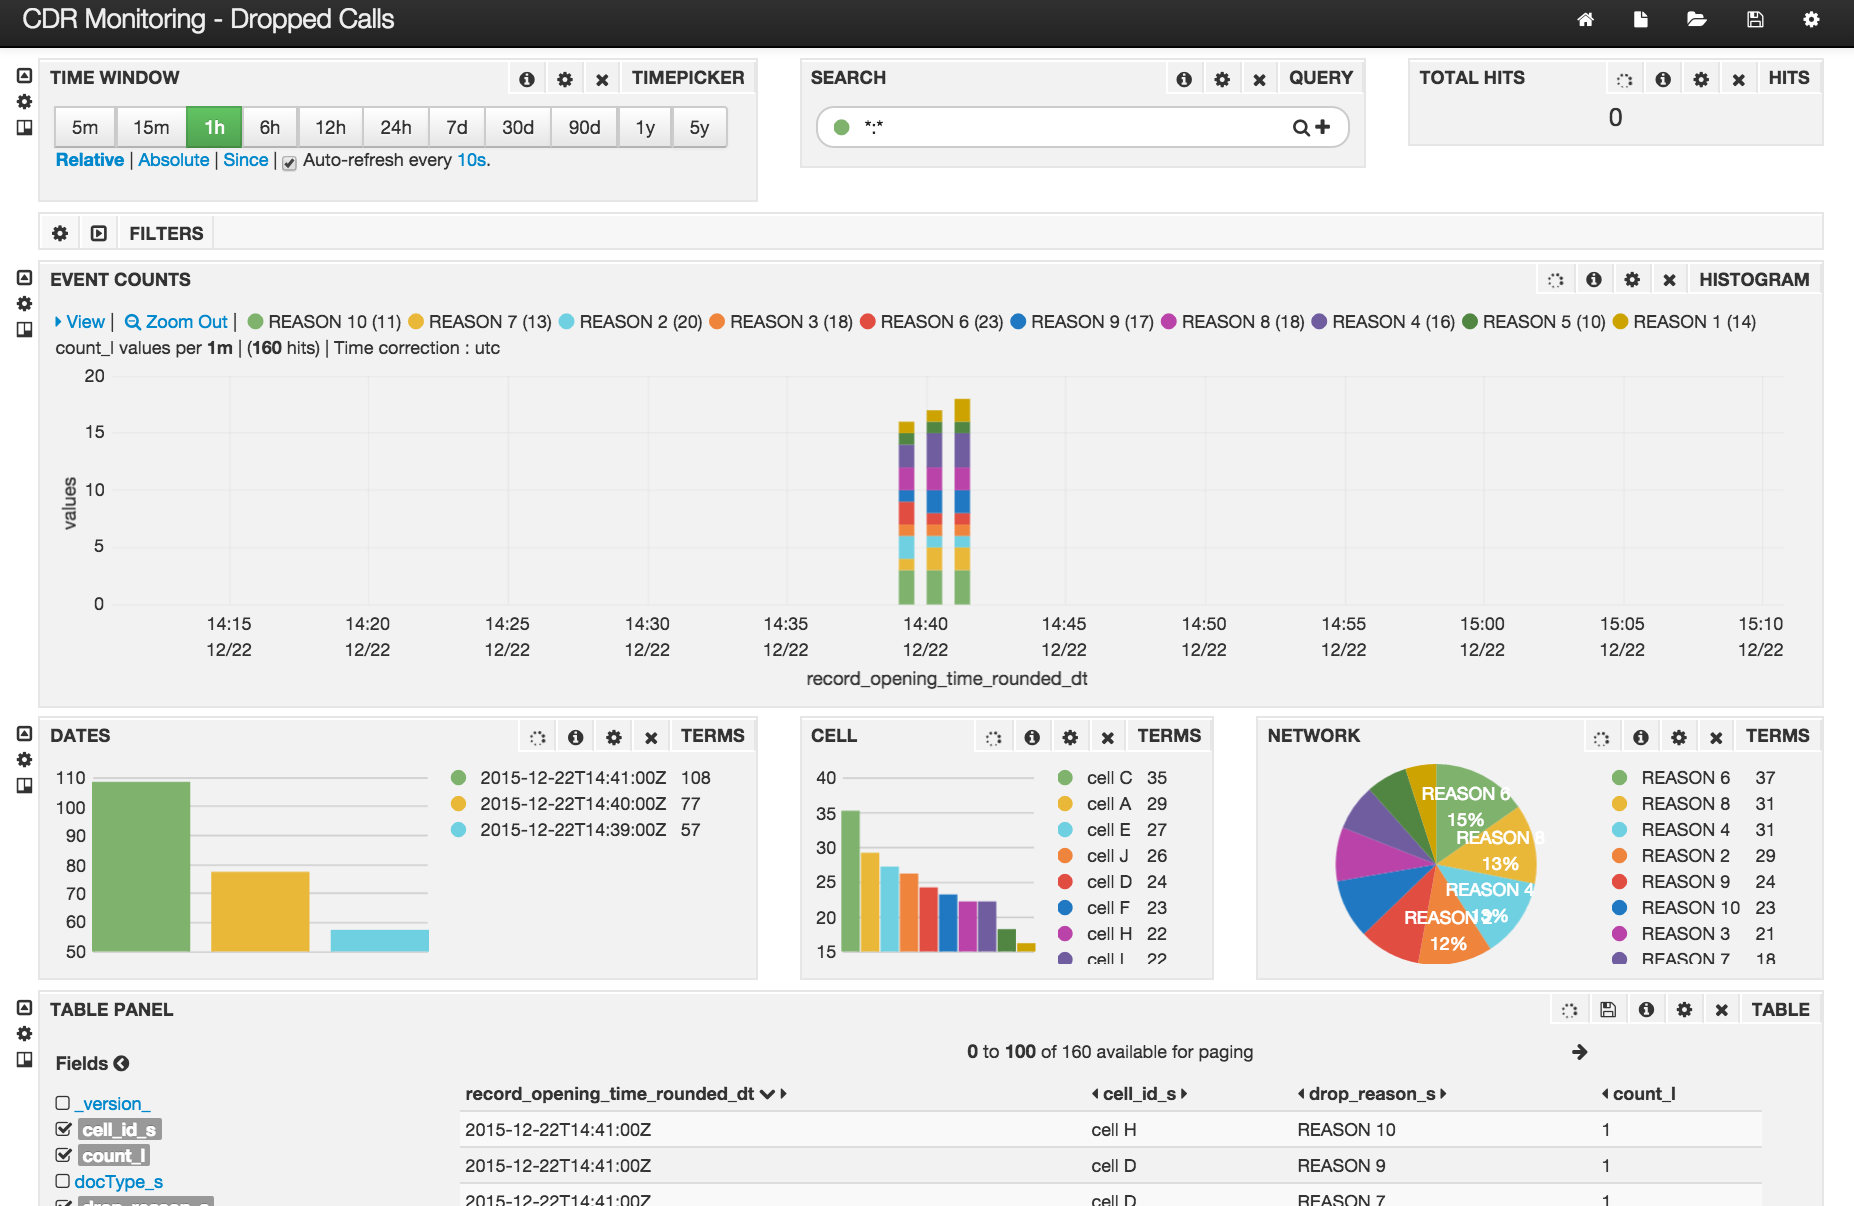 CDR Monitoring - Dropped Calls
TIME WINDOW
TIMEPICKER
5m 15m 1h 6h 12h 24h 7d 30d 90d 1y 5y
Relative | Absolute | Since | Auto-refresh every 10s.
SEARCH
QUERY
*:*
TOTAL HITS
HITS
0
FILTERS
EVENT COUNTS
HISTOGRAM
View | Zoom Out | REASON 10 (11) REASON 7 (13) REASON 2 (20) REASON 3 (18) REASON 6 (23) REASON 9 (17) REASON 8 (18) REASON 4 (16) REASON 5 (10) REASON 1 (14)
count_l values per 1m | (160 hits) | Time correction : utc
values
20
15
10
5
0
14:15 14:20 14:25 14:30 14:35 14:40 14:45 14:50 14:55 15:00 15:05 15:10
12/22 12/22 12/22 12/22 12/22 12/22 12/22 12/22 12/22 12/22 12/22 12/22
record_opening_time_rounded_dt
DATES
TERMS
110
100
90
80
70
60
50
2015-12-22T14:41:00Z 108
2015-12-22T14:40:00Z 77
2015-12-22T14:39:00Z 57
CELL
TERMS
40
35
30
25
20
15
cell C 35
cell A 29
cell E 27
cell J 26
cell D 24
cell F 23
cell H 22
cell I 22
NETWORK
TERMS
REASON 6
15%
REASON 8
13%
REASON 4
13%
REASON 2
12%
REASON 6 37
REASON 8 31
REASON 4 31
REASON 2 29
REASON 9 24
REASON 10 23
REASON 3 21
REASON 7 18
TABLE PANEL
TABLE
Fields
_version_
cell_id_s
count_l
docType_s
drop_reason_s
0 to 100 of 160 available for paging
record_opening_time_rounded_dt cell_id_s drop_reason_s count_l
2015-12-22T14:41:00Z cell H REASON 10 1
2015-12-22T14:41:00Z cell D REASON 9 1
2015-12-22T14:41:00Z cell D REASON 7 1